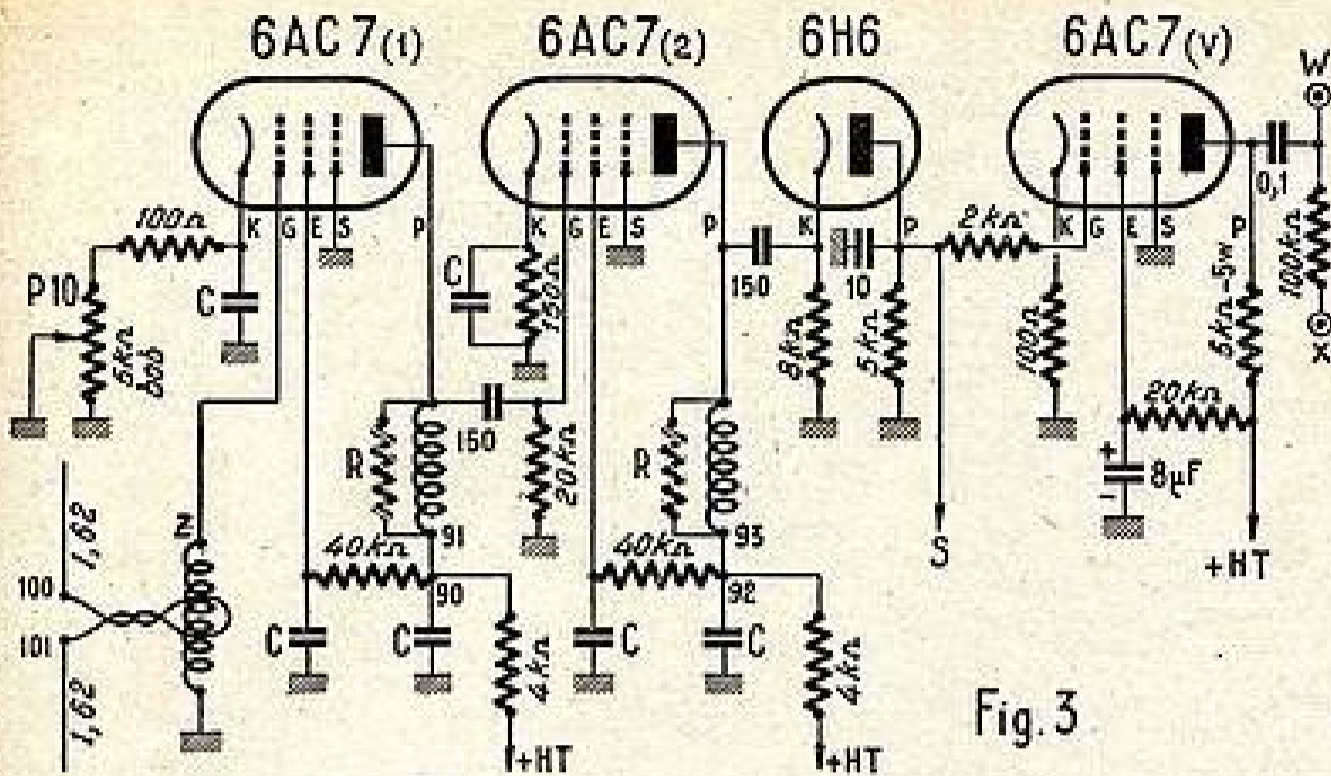 6AC7(1) 6AC7(2) 6H6 6AC7(V)
W
0,1
K G E S P K G E S P K P K G E S P
100Ω
C
P10
5kΩ
bob
C
150Ω
150
10
8kΩ
5kΩ
2kΩ
100Ω
5kΩ-5W
100kΩ
X
20kΩ
+
8µF
-
R
150
20kΩ
R
91
93
40kΩ
90
40kΩ
92
S
+HT
1,62
Z
100
101
1,62
C
C
4kΩ
C
C
4kΩ
+HT
+HT
Fig. 3